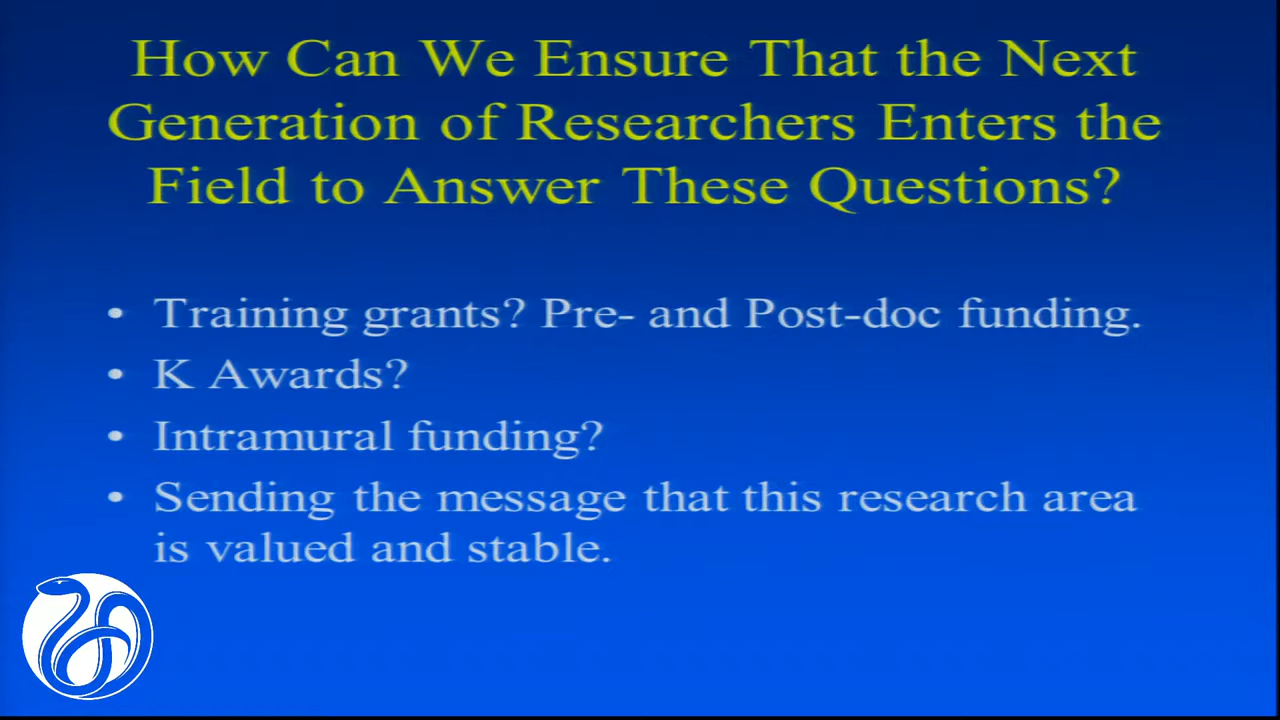 How Can We Ensure That the Next
Generation of Researchers Enters the
Field to Answer These Questions?
• Training grants? Pre- and Post-doc funding.
• K Awards?
• Intramural funding?
• Sending the message that this research area
is valued and stable.